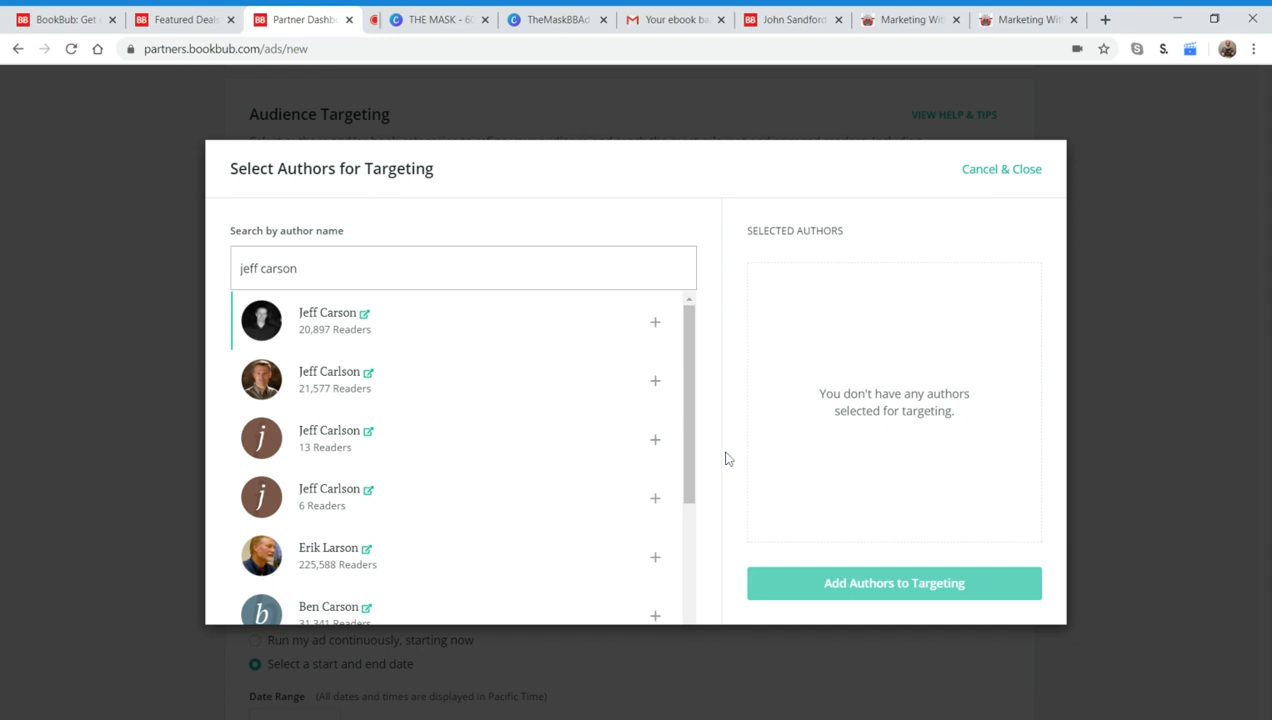 BookBub: Get
Featured Deals
Partner Dashb
THE MASK - 60
TheMaskBBAd
Your ebook ba
John Sandford
Marketing Wit
Marketing Wit
partners.bookbub.com/ads/new
Audience Targeting
VIEW HELP & TIPS
Select Authors for Targeting
Cancel & Close
Search by author name
SELECTED AUTHORS
jeff carson
Jeff Carson
20,897 Readers
Jeff Carlson
21,577 Readers
Jeff Carlson
13 Readers
Jeff Carlson
6 Readers
Erik Larson
225,588 Readers
Ben Carson
31,341 Readers
You don't have any authors
selected for targeting.
Add Authors to Targeting
Run my ad continuously, starting now
Select a start and end date
Date Range (All dates and times are displayed in Pacific Time)